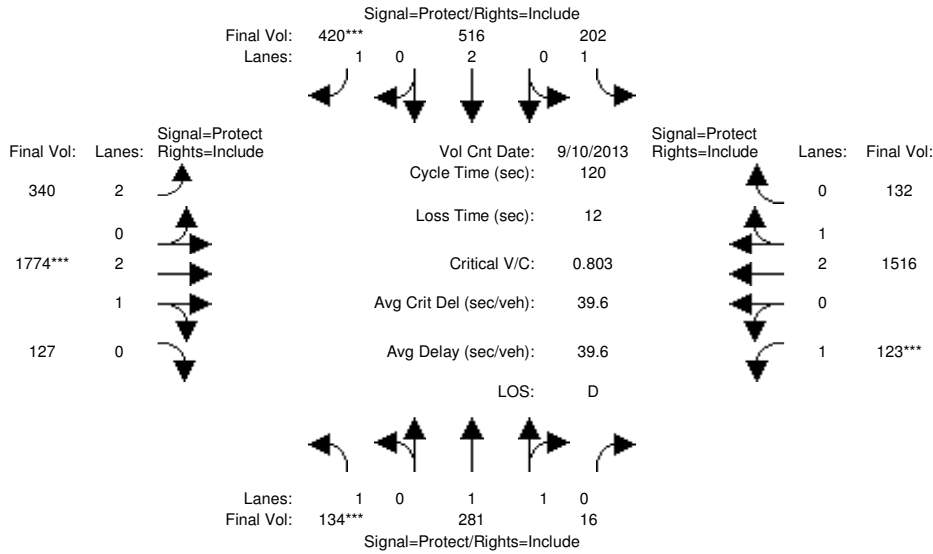 Signal=Protect/Rights=Include
Final Vol: 420*** 516 202
Lanes: 1 0 2 0 1
Signal=Protect Signal=Protect
Final Vol: Lanes: Rights=Include Vol Cnt Date: 9/10/2013 Rights=Include Lanes: Final Vol:
Cycle Time (sec): 120
340 2 0 132
Loss Time (sec): 12
0 1
1774*** 2 Critical V/C: 0.803 2 1516
1 Avg Crit Del (sec/veh): 39.6 0
127 0 Avg Delay (sec/veh): 39.6 1 123***
LOS: D
Lanes: 1 0 1 1 0
Final Vol: 134*** 281 16
Signal=Protect/Rights=Include